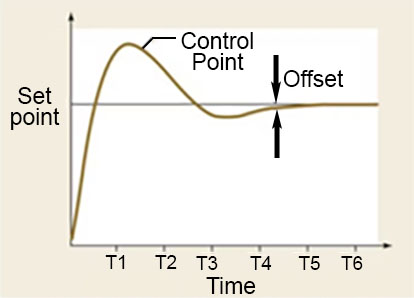 Control
Point
Offset
Set
point
T1 T2 T3 T4 T5 T6
Time